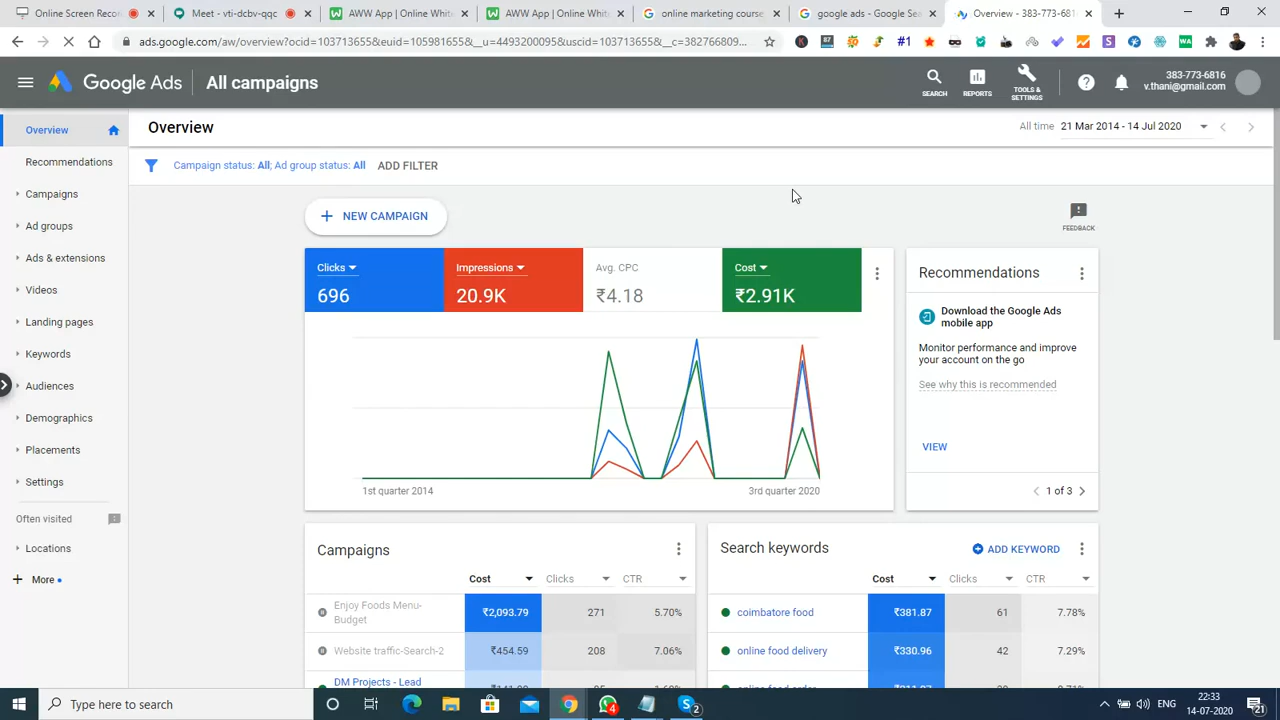 Online Screen Reco
Meet - vti-dcbv-qqc
AWW App | Online Whit
AWW App | Online Whit
online marketing course
google ads - Google Sea
Overview - 383-773-681
ads.google.com/aw/overview?ocid=103713655&euid=105981655&__u=4493200095&uscid=103713655&__c=382766809...
Google Ads
All campaigns
SEARCH
REPORTS
TOOLS & SETTINGS
383-773-6816
v.thani@gmail.com
Overview
Recommendations
Campaigns
Ad groups
Ads & extensions
Videos
Landing pages
Keywords
Audiences
Demographics
Placements
Settings
Often visited
Locations
More
Overview
All time 21 Mar 2014 - 14 Jul 2020
Campaign status: All; Ad group status: All ADD FILTER
NEW CAMPAIGN
FEEDBACK
Clicks
696
Impressions
20.9K
Avg. CPC
₹4.18
Cost
₹2.91K
1st quarter 2014
3rd quarter 2020
Recommendations
Download the Google Ads
mobile app
Monitor performance and improve
your account on the go
See why this is recommended
VIEW
1 of 3
Campaigns
Cost Clicks CTR
Enjoy Foods Menu-
Budget
₹2,093.79 271 5.70%
Website traffic-Search-2 ₹454.59 208 7.06%
DM Projects - Lead
Search keywords
ADD KEYWORD
Cost Clicks CTR
coimbatore food ₹381.87 61 7.78%
online food delivery ₹330.96 42 7.29%
online food order
Type here to search
4
2
ENG
22:33
14-07-2020
21